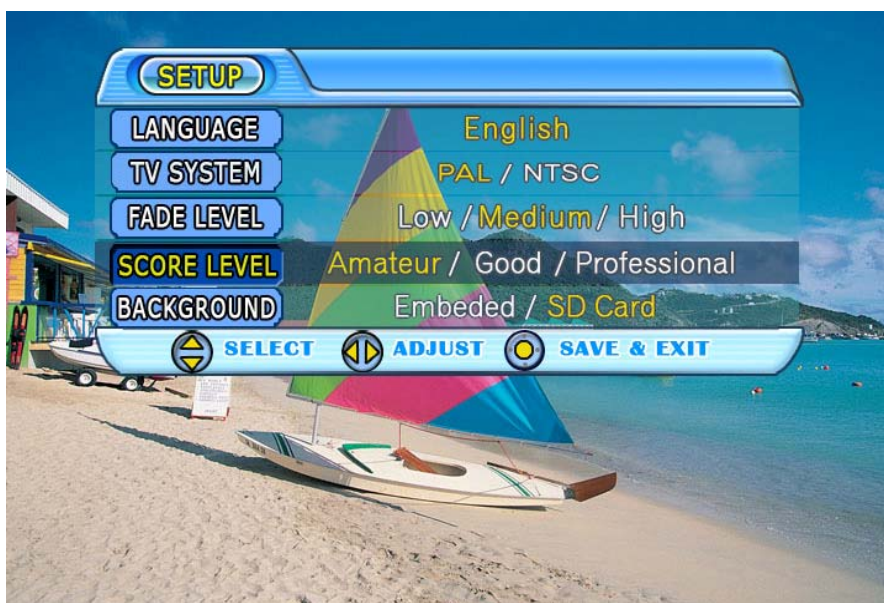 SETUP
LANGUAGE English
TV SYSTEM PAL / NTSC
FADE LEVEL Low / Medium / High
SCORE LEVEL Amateur / Good / Professional
BACKGROUND Embeded / SD Card
SELECT ADJUST SAVE & EXIT